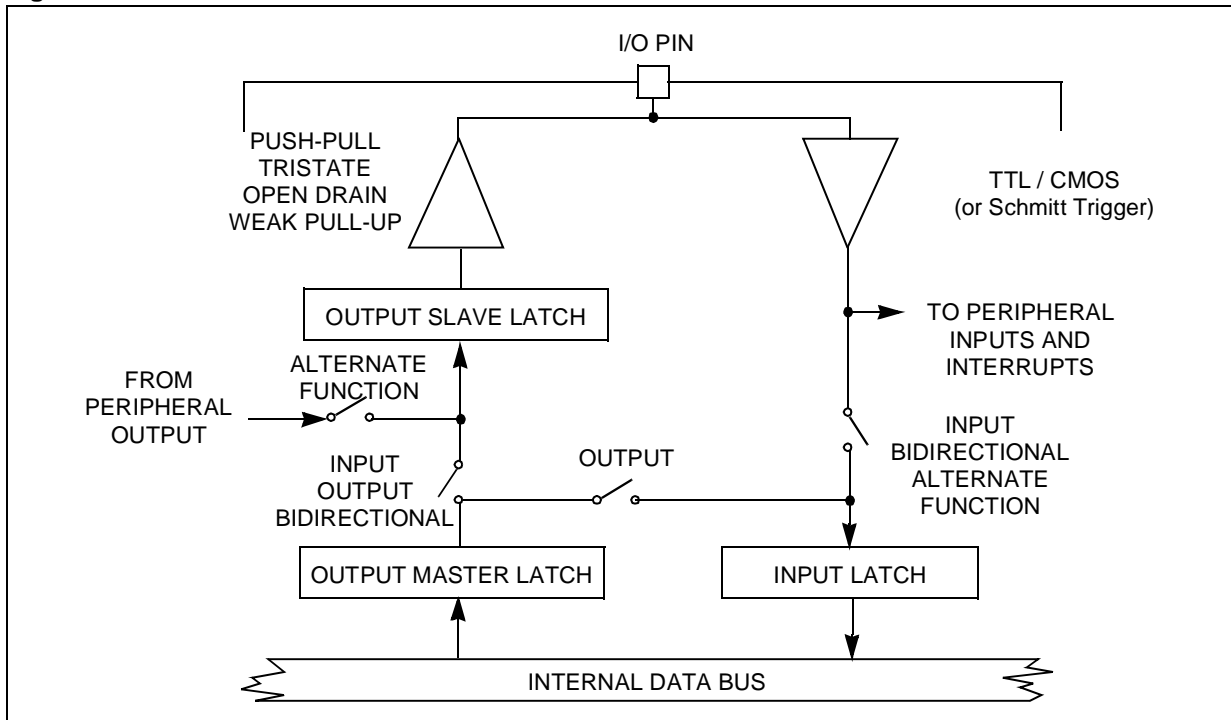 I/O PIN
PUSH-PULL
TRISTATE
OPEN DRAIN
WEAK PULL-UP
TTL / CMOS
(or Schmitt Trigger)
OUTPUT SLAVE LATCH
TO PERIPHERAL
INPUTS AND
INTERRUPTS
ALTERNATE
FUNCTION
FROM
PERIPHERAL
OUTPUT
INPUT
OUTPUT
BIDIRECTIONAL
OUTPUT
INPUT
BIDIRECTIONAL
ALTERNATE
FUNCTION
OUTPUT MASTER LATCH
INPUT LATCH
INTERNAL DATA BUS